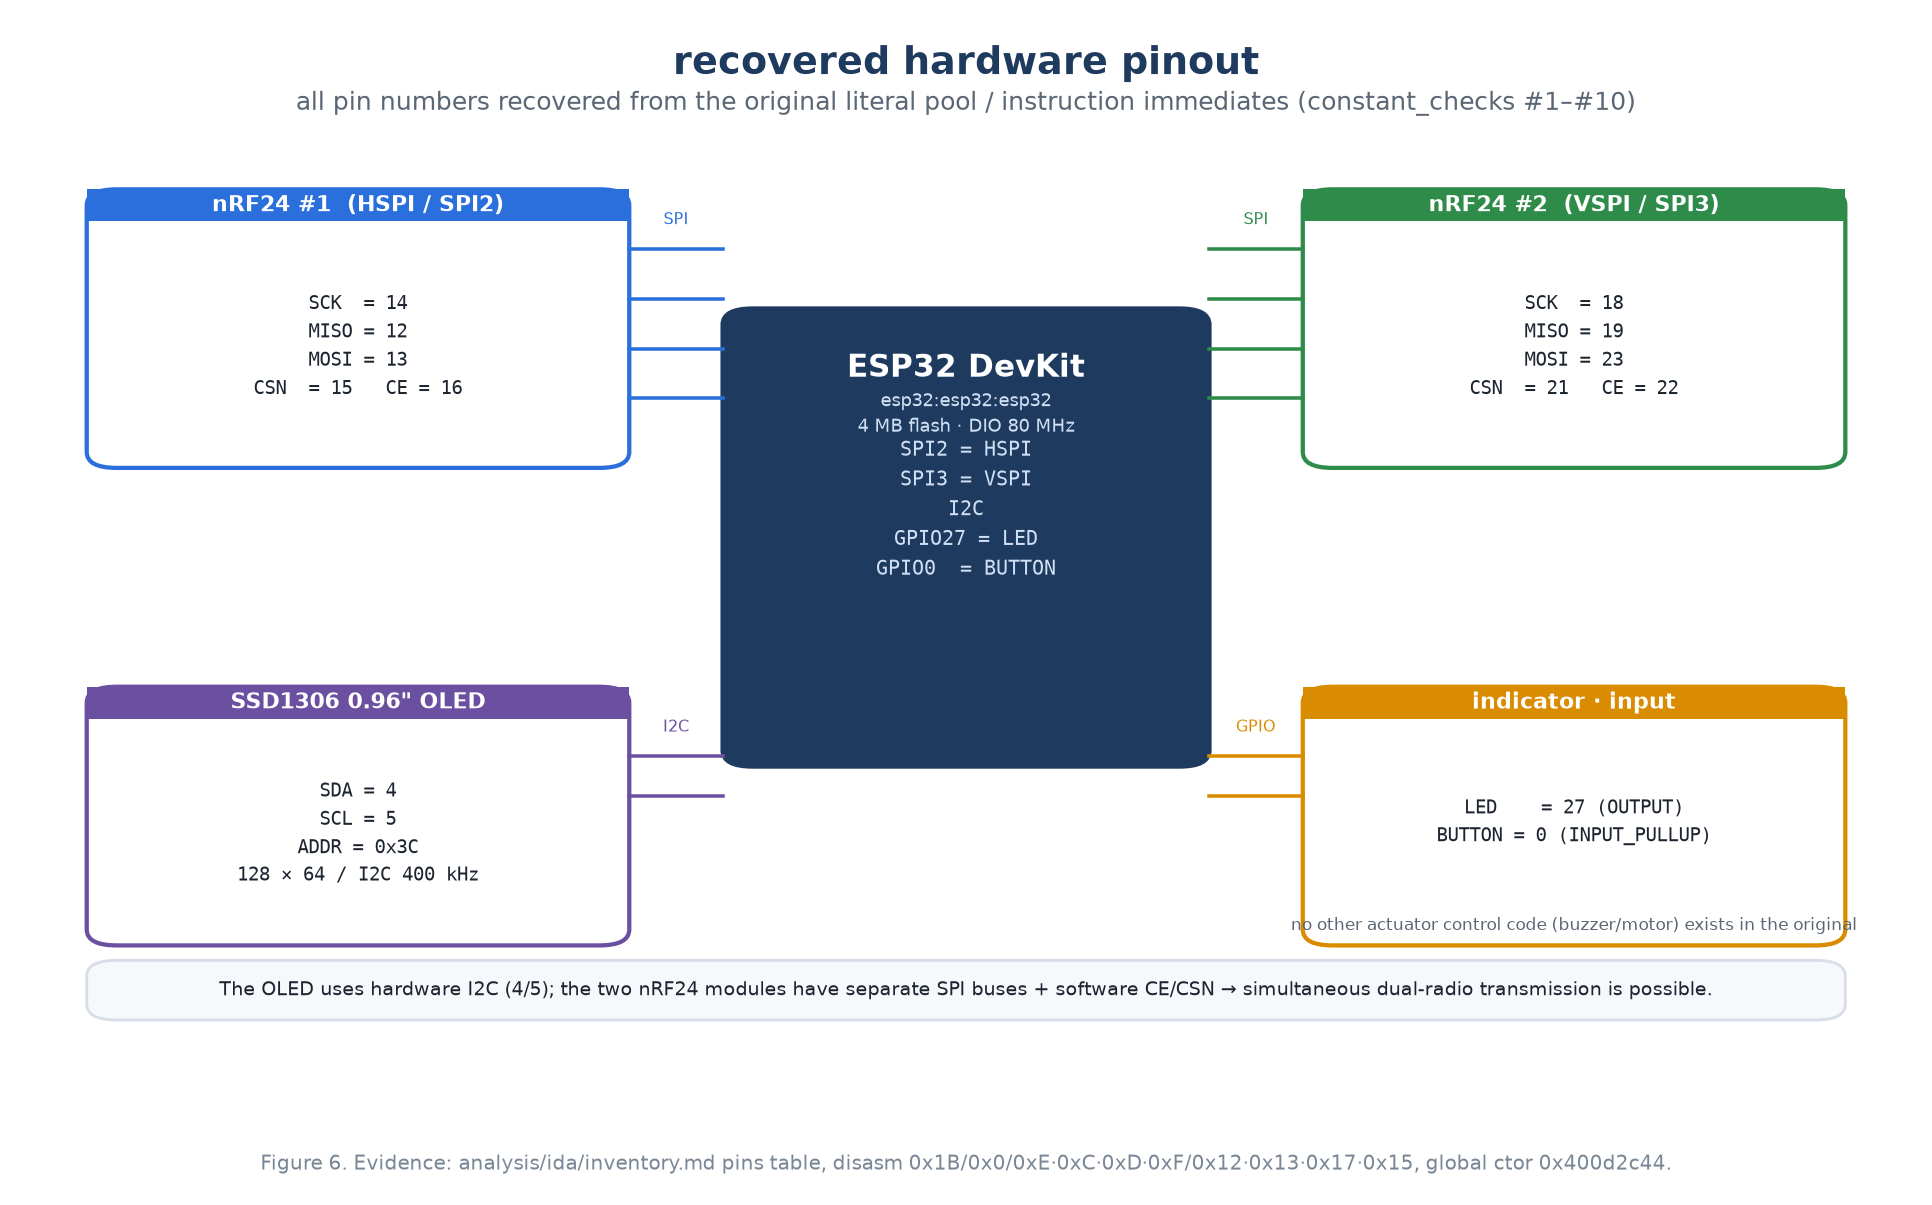 recovered hardware pinout
all pin numbers recovered from the original literal pool / instruction immediates (constant_checks #1–#10)
nRF24 #1  (HSPI / SPI2)
SCK  = 14
MISO = 12
MOSI = 13
CSN  = 15   CE = 16
SPI
ESP32 DevKit
esp32:esp32:esp32
4 MB flash · DIO 80 MHz
SPI2 = HSPI
SPI3 = VSPI
I2C
GPIO27 = LED
GPIO0  = BUTTON
SPI
nRF24 #2  (VSPI / SPI3)
SCK  = 18
MISO = 19
MOSI = 23
CSN  = 21   CE = 22
SSD1306 0.96" OLED
SDA = 4
SCL = 5
ADDR = 0x3C
128 × 64 / I2C 400 kHz
I2C
GPIO
indicator · input
LED    = 27 (OUTPUT)
BUTTON = 0 (INPUT_PULLUP)
no other actuator control code (buzzer/motor) exists in the original
The OLED uses hardware I2C (4/5); the two nRF24 modules have separate SPI buses + software CE/CSN → simultaneous dual-radio transmission is possible.
Figure 6. Evidence: analysis/ida/inventory.md pins table, disasm 0x1B/0x0/0xE·0xC·0xD·0xF/0x12·0x13·0x17·0x15, global ctor 0x400d2c44.